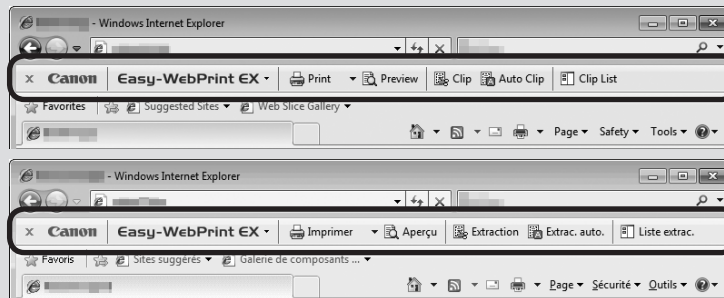 - Windows Internet Explorer
x Canon Easy-WebPrint EX Print Preview Clip Auto Clip Clip List
Favorites Suggested Sites Web Slice Gallery
Page Safety Tools
- Windows Internet Explorer
x Canon Easy-WebPrint EX Imprimer Aperçu Extraction Extrac. auto. Liste extrac.
Favoris Sites suggérés Galerie de composants ...
Page Sécurité Outils